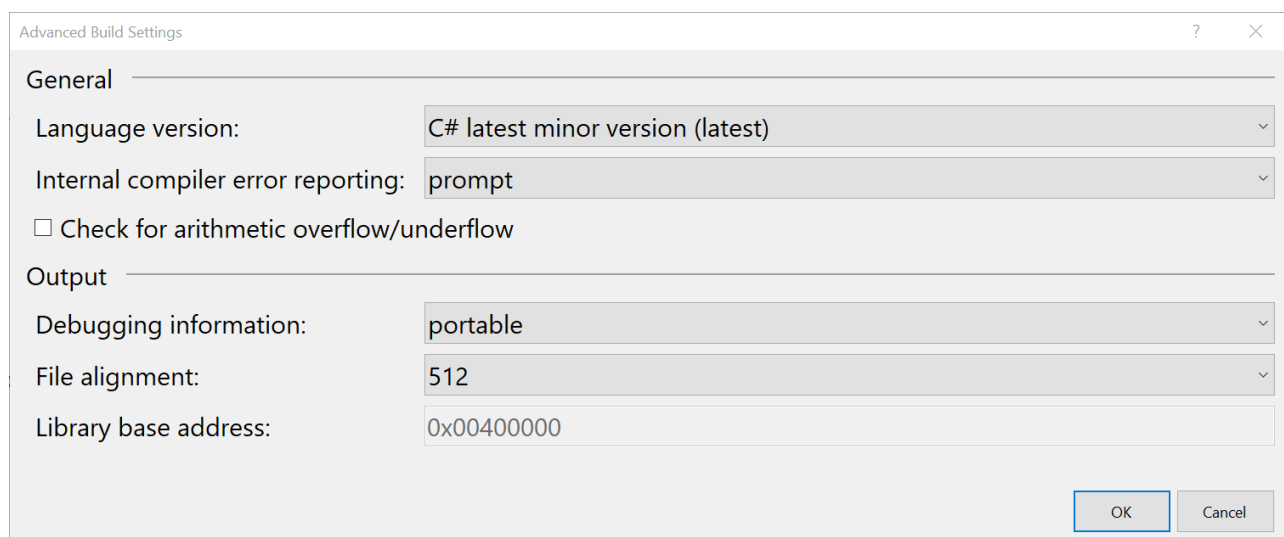 Advanced Build Settings ?
General
Language version: C# latest minor version (latest)
Internal compiler error reporting: prompt
Check for arithmetic overflow/underflow
Output
Debugging information: portable
File alignment: 512
Library base address: 0x00400000
OK Cancel